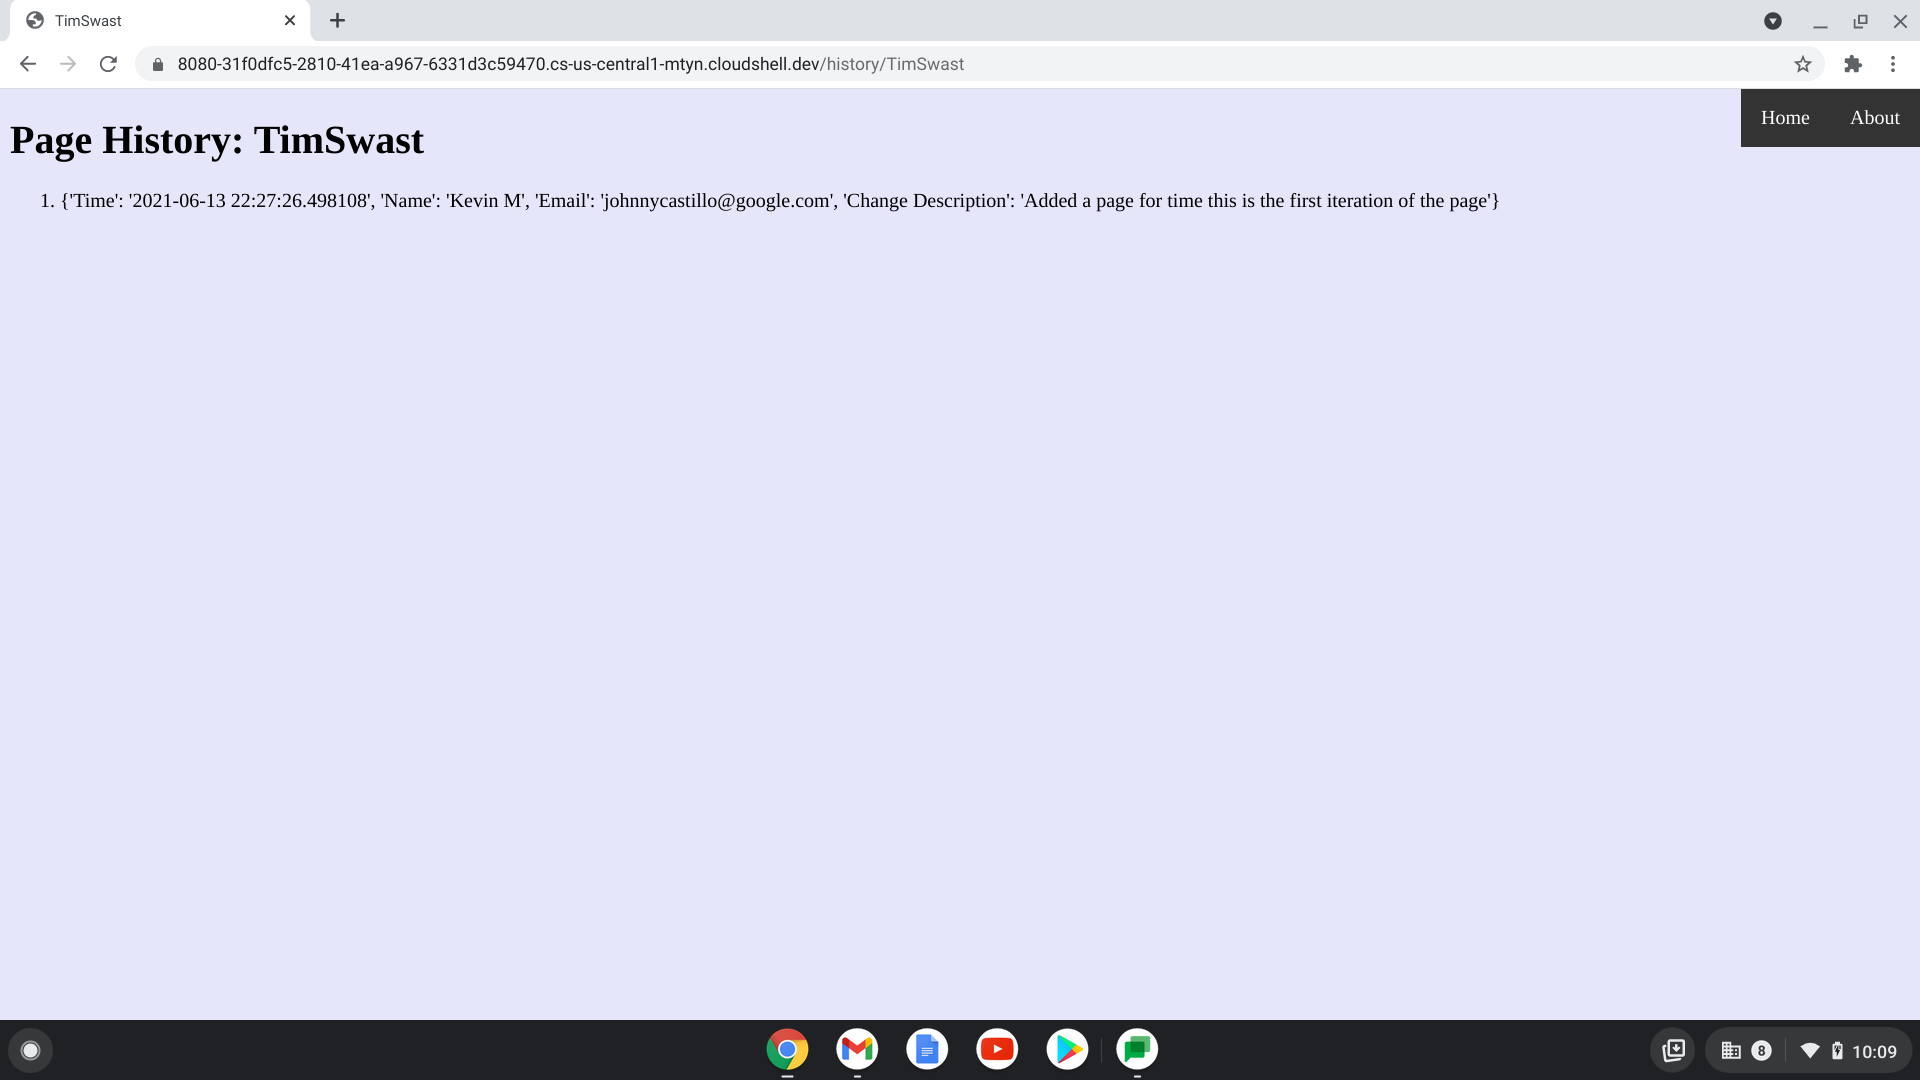 TimSwast
8080-31f0dfc5-2810-41ea-a967-6331d3c59470.cs-us-central1-mtyn.cloudshell.dev/history/TimSwast
Home About
Page History: TimSwast
1. {'Time': '2021-06-13 22:27:26.498108', 'Name': 'Kevin M', 'Email': 'johnnycastillo@google.com', 'Change Description': 'Added a page for time this is the first iteration of the page'}
8 10:09